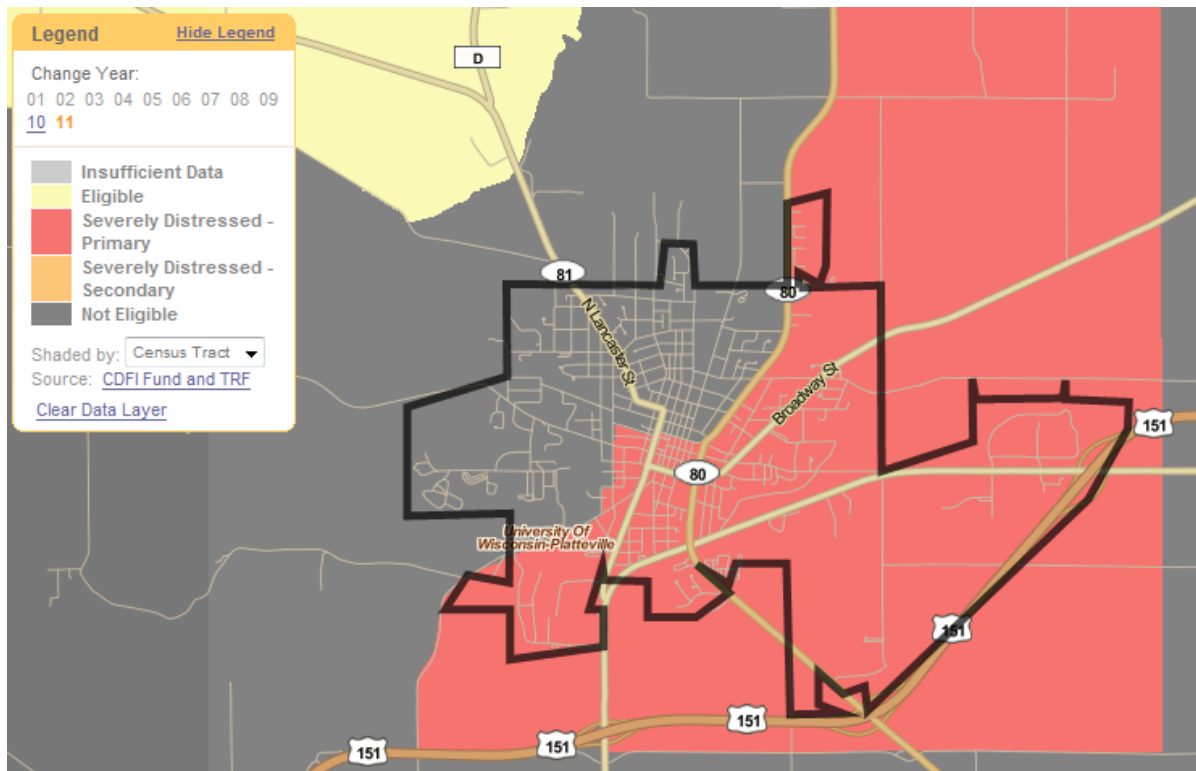 Legend Hide Legend
Change Year:
01 02 03 04 05 06 07 08 09
10 11
Insufficient Data
Eligible
Severely Distressed -
Primary
Severely Distressed -
Secondary
Not Eligible
Shaded by: Census Tract
Source: CDFI Fund and TRF
Clear Data Layer
D
81
80
N Lancaster St
Broadway St
151
80
University Of
Wisconsin-Platteville
151
151
151
151